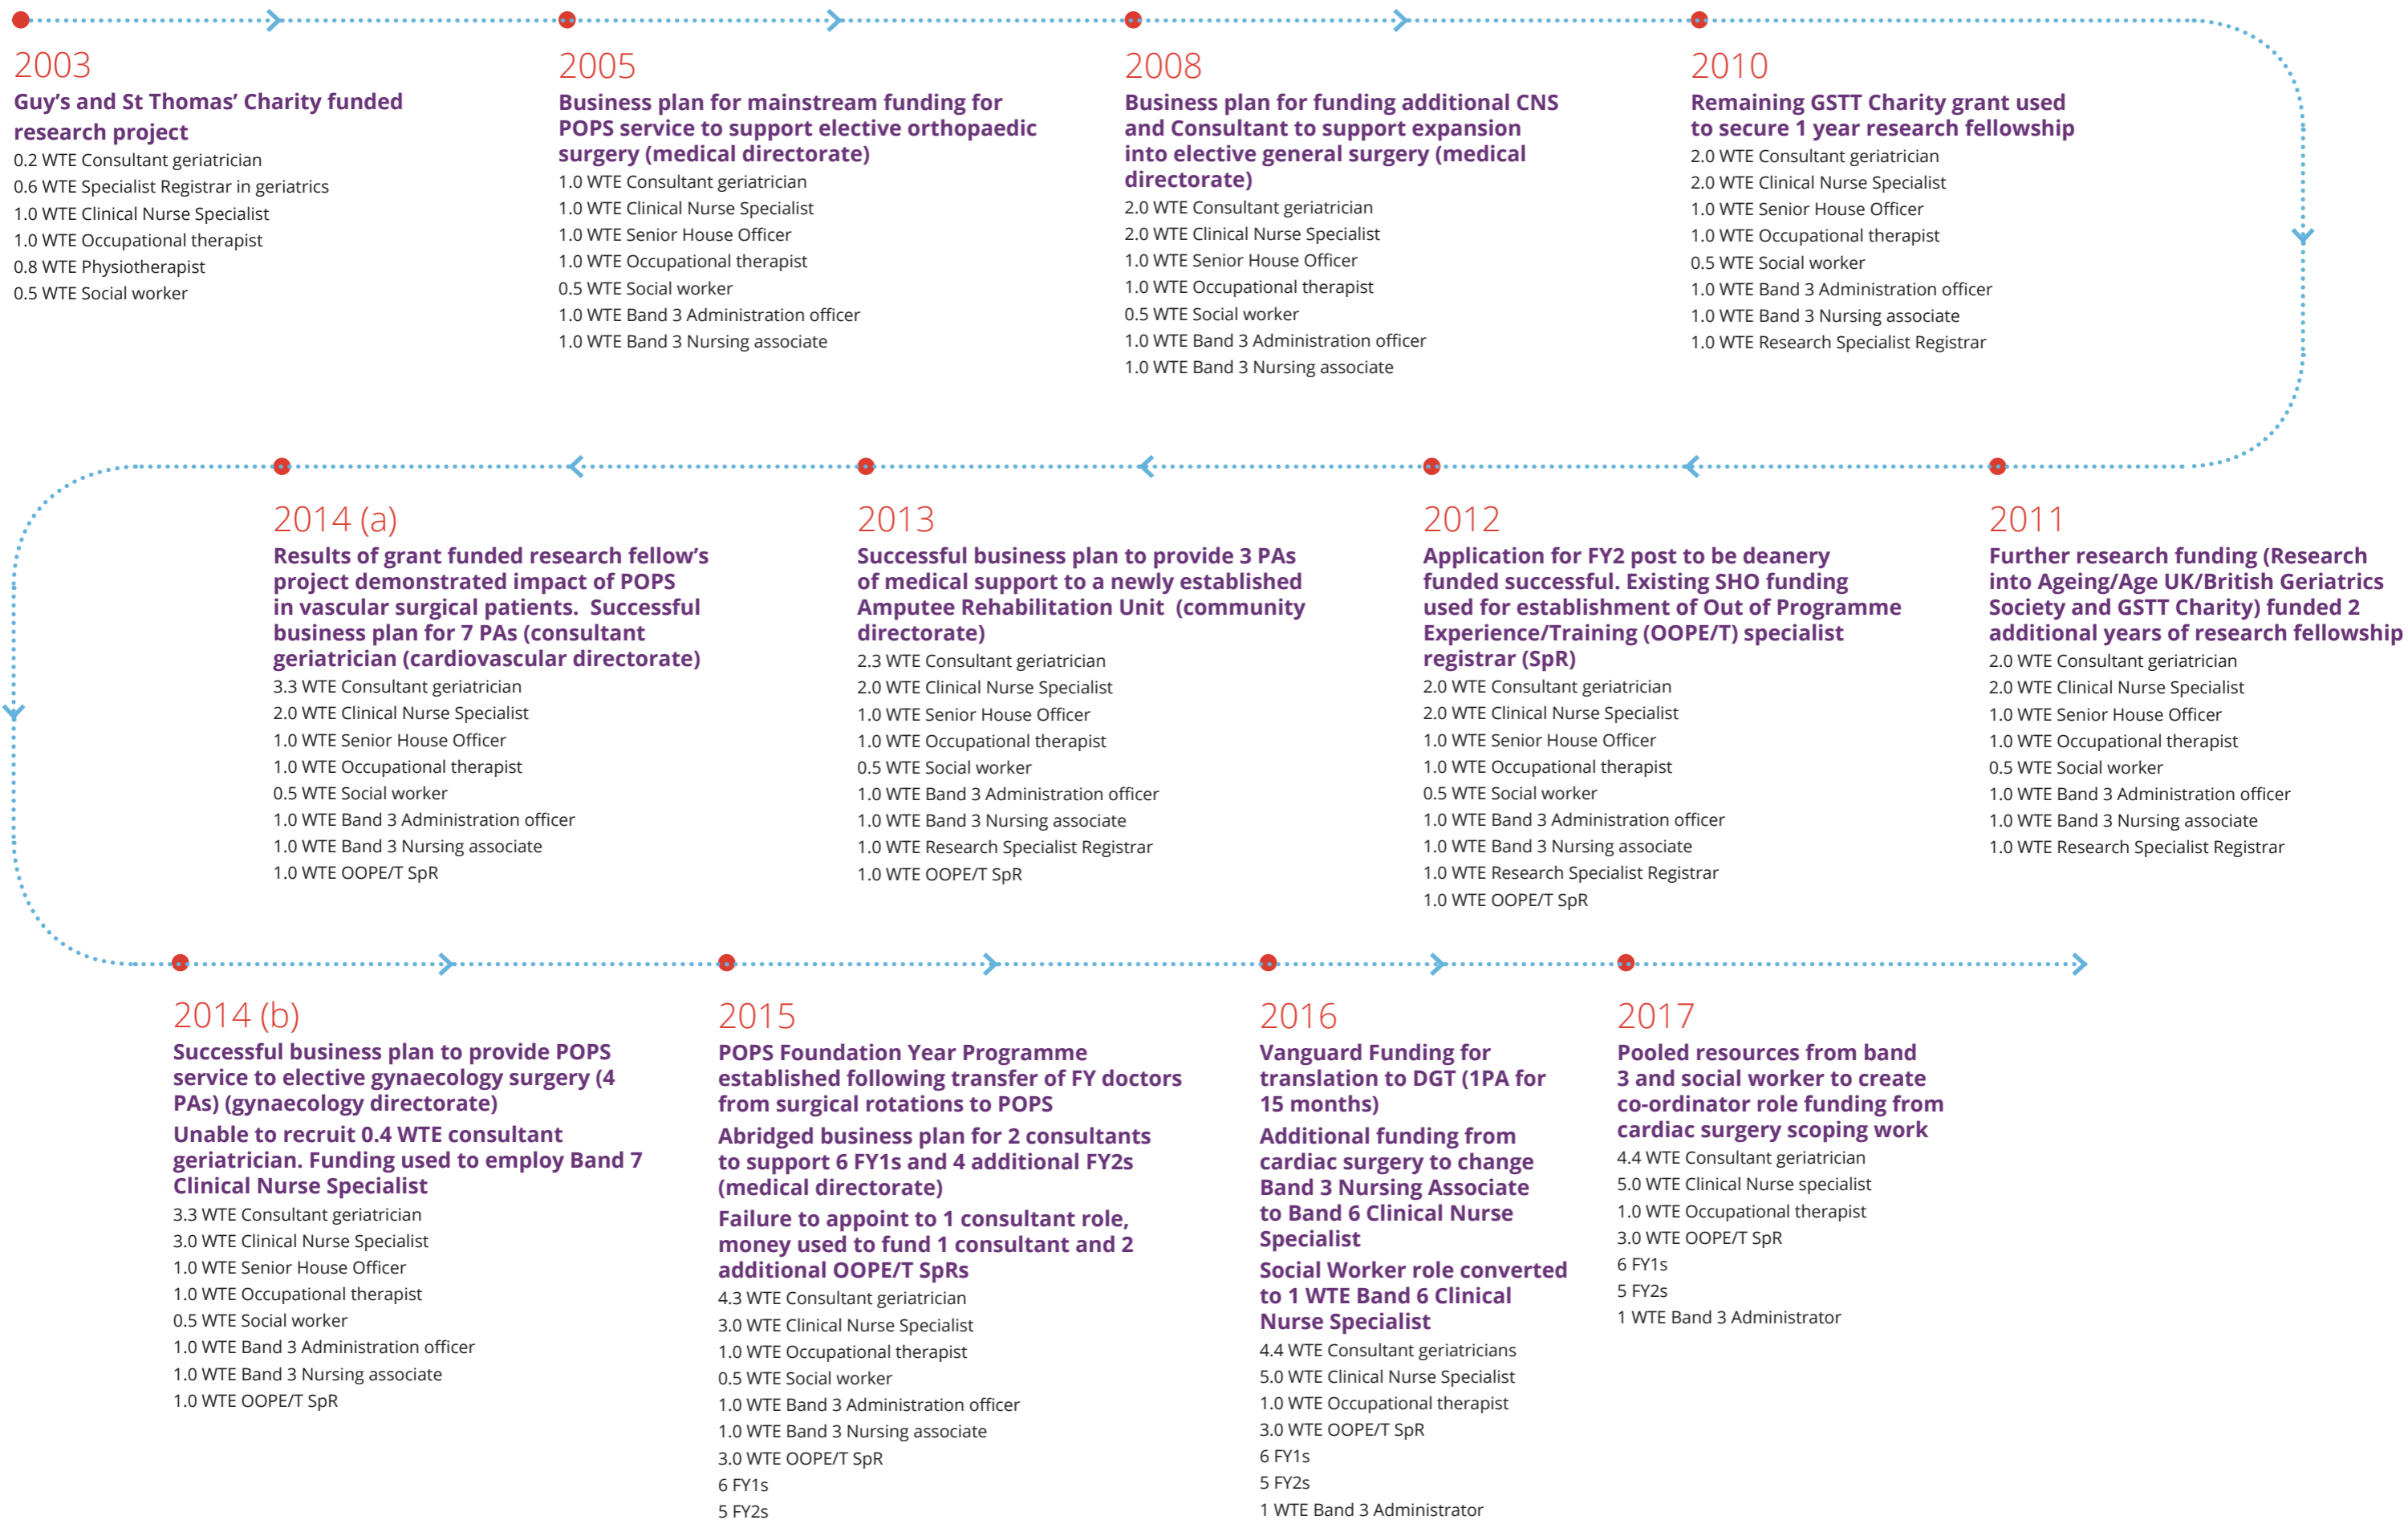 2003
Guy's and St Thomas' Charity funded
research project
0.2 WTE Consultant geriatrician
0.6 WTE Specialist Registrar in geriatrics
1.0 WTE Clinical Nurse Specialist
1.0 WTE Occupational therapist
0.8 WTE Physiotherapist
0.5 WTE Social worker
2005
Business plan for mainstream funding for
POPS service to support elective orthopaedic
surgery (medical directorate)
1.0 WTE Consultant geriatrician
1.0 WTE Clinical Nurse Specialist
1.0 WTE Senior House Officer
1.0 WTE Occupational therapist
0.5 WTE Social worker
1.0 WTE Band 3 Administration officer
1.0 WTE Band 3 Nursing associate
2008
Business plan for funding additional CNS
and Consultant to support expansion
into elective general surgery (medical
directorate)
2.0 WTE Consultant geriatrician
2.0 WTE Clinical Nurse Specialist
1.0 WTE Senior House Officer
1.0 WTE Occupational therapist
0.5 WTE Social worker
1.0 WTE Band 3 Administration officer
1.0 WTE Band 3 Nursing associate
2010
Remaining GSTT Charity grant used
to secure 1 year research fellowship
2.0 WTE Consultant geriatrician
2.0 WTE Clinical Nurse Specialist
1.0 WTE Senior House Officer
1.0 WTE Occupational therapist
0.5 WTE Social worker
1.0 WTE Band 3 Administration officer
1.0 WTE Band 3 Nursing associate
1.0 WTE Research Specialist Registrar
2011
Further research funding (Research
into Ageing/Age UK/British Geriatrics
Society and GSTT Charity) funded 2
additional years of research fellowship
2.0 WTE Consultant geriatrician
2.0 WTE Clinical Nurse Specialist
1.0 WTE Senior House Officer
1.0 WTE Occupational therapist
0.5 WTE Social worker
1.0 WTE Band 3 Administration officer
1.0 WTE Band 3 Nursing associate
1.0 WTE Research Specialist Registrar
2012
Application for FY2 post to be deanery
funded successful. Existing SHO funding
used for establishment of Out of Programme
Experience/Training (OOPE/T) specialist
registrar (SpR)
2.0 WTE Consultant geriatrician
2.0 WTE Clinical Nurse Specialist
1.0 WTE Senior House Officer
1.0 WTE Occupational therapist
0.5 WTE Social worker
1.0 WTE Band 3 Administration officer
1.0 WTE Band 3 Nursing associate
1.0 WTE Research Specialist Registrar
1.0 WTE OOPE/T SpR
2013
Successful business plan to provide 3 PAs
of medical support to a newly established
Amputee Rehabilitation Unit (community
directorate)
2.3 WTE Consultant geriatrician
2.0 WTE Clinical Nurse Specialist
1.0 WTE Senior House Officer
1.0 WTE Occupational therapist
0.5 WTE Social worker
1.0 WTE Band 3 Administration officer
1.0 WTE Band 3 Nursing associate
1.0 WTE Research Specialist Registrar
1.0 WTE OOPE/T SpR
2014 (a)
Results of grant funded research fellow's
project demonstrated impact of POPS
in vascular surgical patients. Successful
business plan for 7 PAs (consultant
geriatrician (cardiovascular directorate)
3.3 WTE Consultant geriatrician
2.0 WTE Clinical Nurse Specialist
1.0 WTE Senior House Officer
1.0 WTE Occupational therapist
0.5 WTE Social worker
1.0 WTE Band 3 Administration officer
1.0 WTE Band 3 Nursing associate
1.0 WTE OOPE/T SpR
2014 (b)
Successful business plan to provide POPS
service to elective gynaecology surgery (4
PAs) (gynaecology directorate)
Unable to recruit 0.4 WTE consultant
geriatrician. Funding used to employ Band 7
Clinical Nurse Specialist
3.3 WTE Consultant geriatrician
3.0 WTE Clinical Nurse Specialist
1.0 WTE Senior House Officer
1.0 WTE Occupational therapist
0.5 WTE Social worker
1.0 WTE Band 3 Administration officer
1.0 WTE Band 3 Nursing associate
1.0 WTE OOPE/T SpR
2015
POPS Foundation Year Programme
established following transfer of FY doctors
from surgical rotations to POPS
Abridged business plan for 2 consultants
to support 6 FY1s and 4 additional FY2s
(medical directorate)
Failure to appoint to 1 consultant role,
money used to fund 1 consultant and 2
additional OOPE/T SpRs
4.3 WTE Consultant geriatrician
3.0 WTE Clinical Nurse Specialist
1.0 WTE Occupational therapist
0.5 WTE Social worker
1.0 WTE Band 3 Administration officer
1.0 WTE Band 3 Nursing associate
3.0 WTE OOPE/T SpR
6 FY1s
5 FY2s
2016
Vanguard Funding for
translation to DGT (1PA for
15 months)
Additional funding from
cardiac surgery to change
Band 3 Nursing Associate
to Band 6 Clinical Nurse
Specialist
Social Worker role converted
to 1 WTE Band 6 Clinical
Nurse Specialist
4.4 WTE Consultant geriatricians
5.0 WTE Clinical Nurse Specialist
1.0 WTE Occupational therapist
3.0 WTE OOPE/T SpR
6 FY1s
5 FY2s
1 WTE Band 3 Administrator
2017
Pooled resources from band
3 and social worker to create
co-ordinator role funding from
cardiac surgery scoping work
4.4 WTE Consultant geriatrician
5.0 WTE Clinical Nurse specialist
1.0 WTE Occupational therapist
3.0 WTE OOPE/T SpR
6 FY1s
5 FY2s
1 WTE Band 3 Administrator